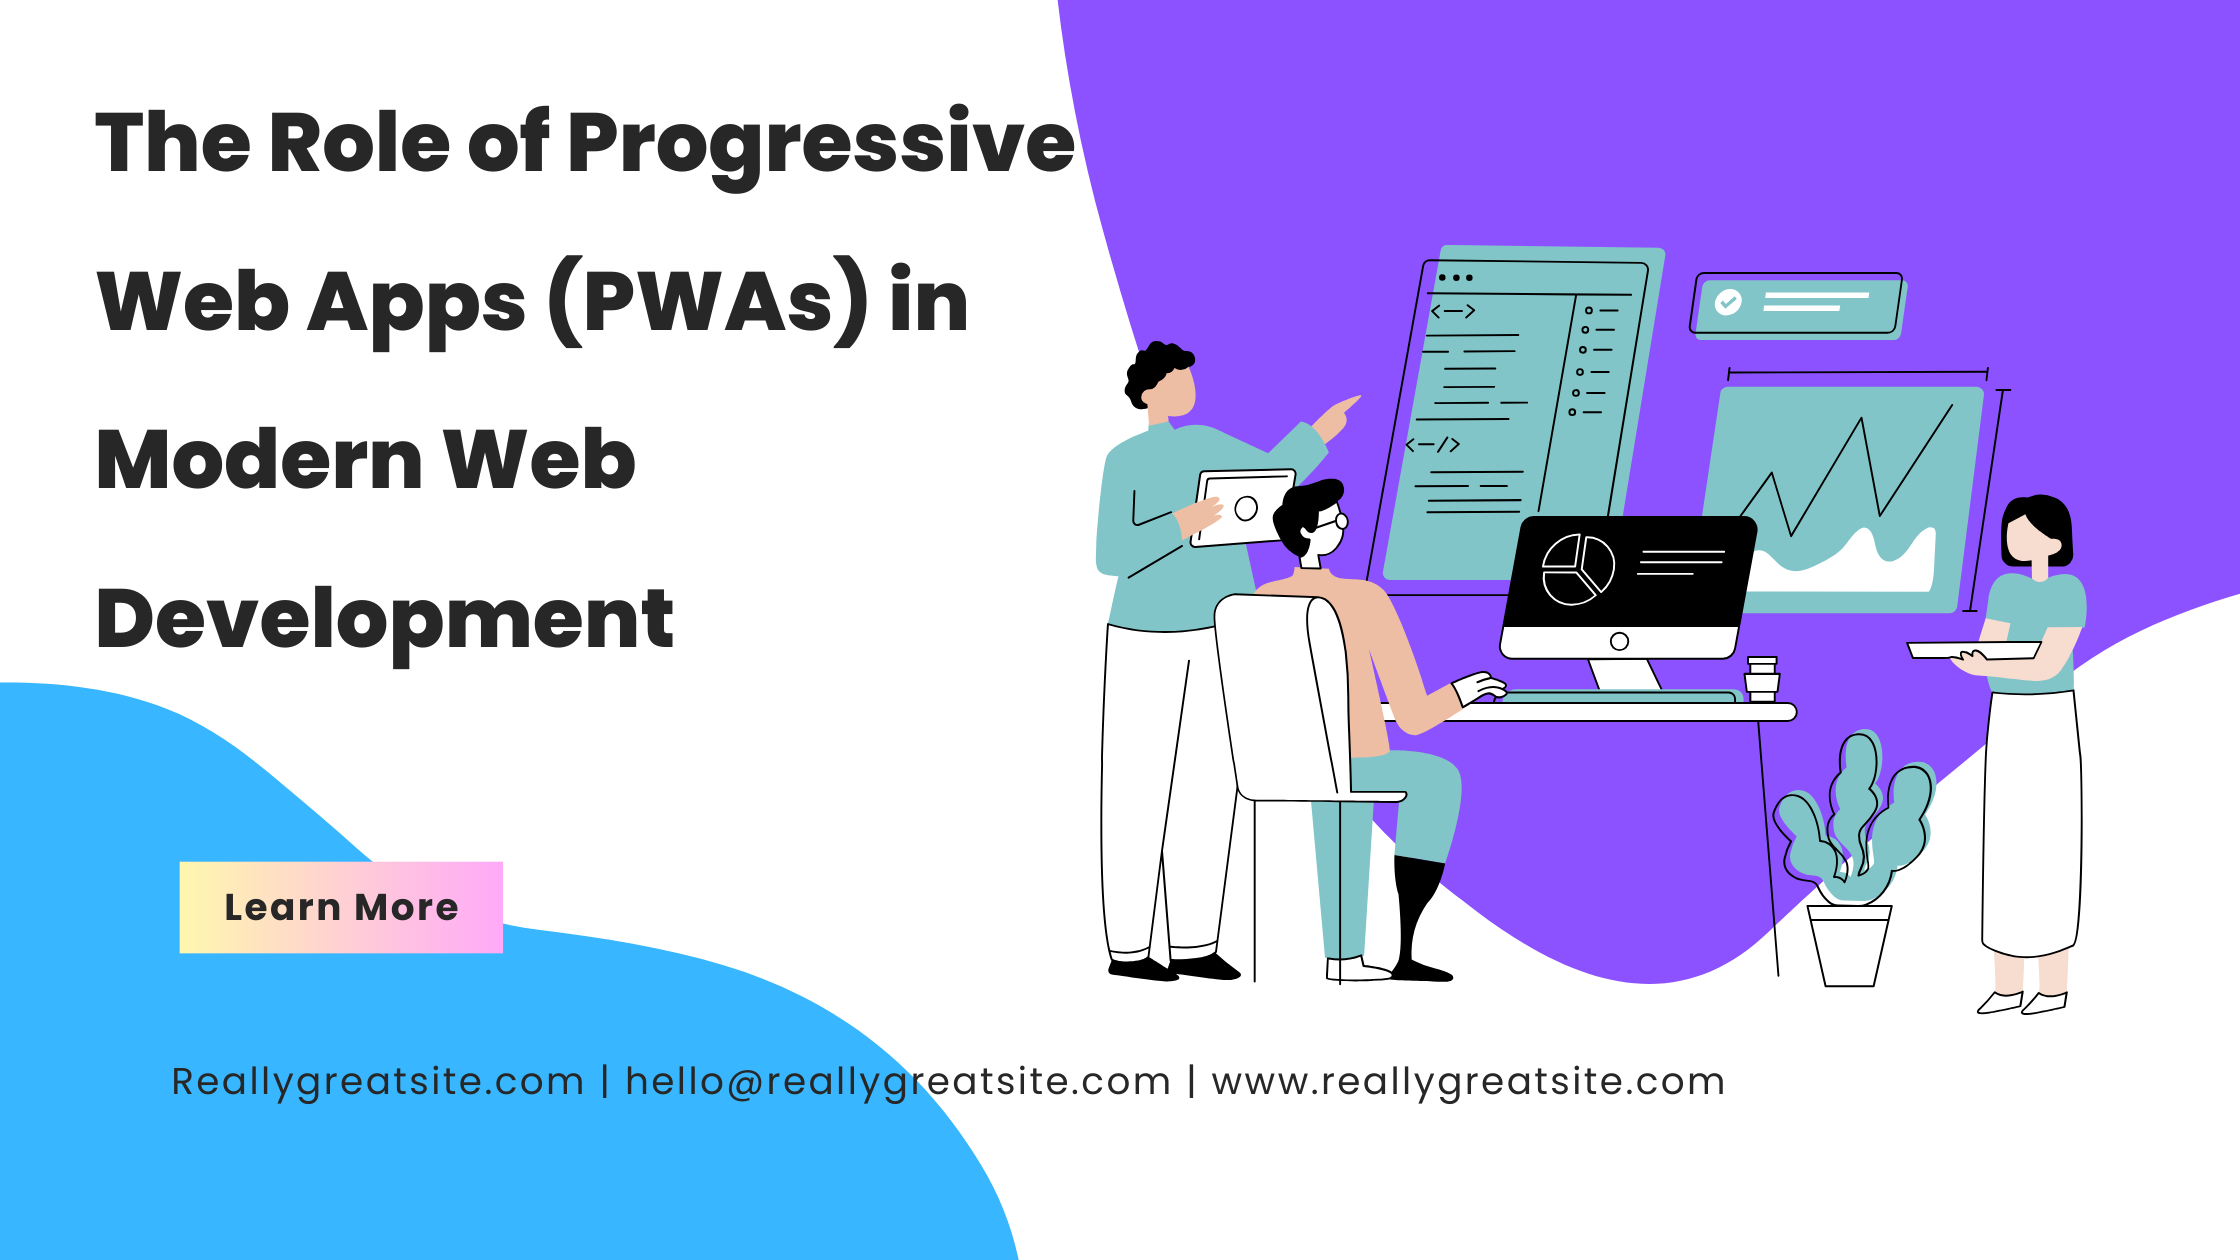 The Role of Progressive
Web Apps (PWAs) in
Modern Web
Development
Learn More
Reallygreatsite.com | hello@reallygreatsite.com | www.reallygreatsite.com